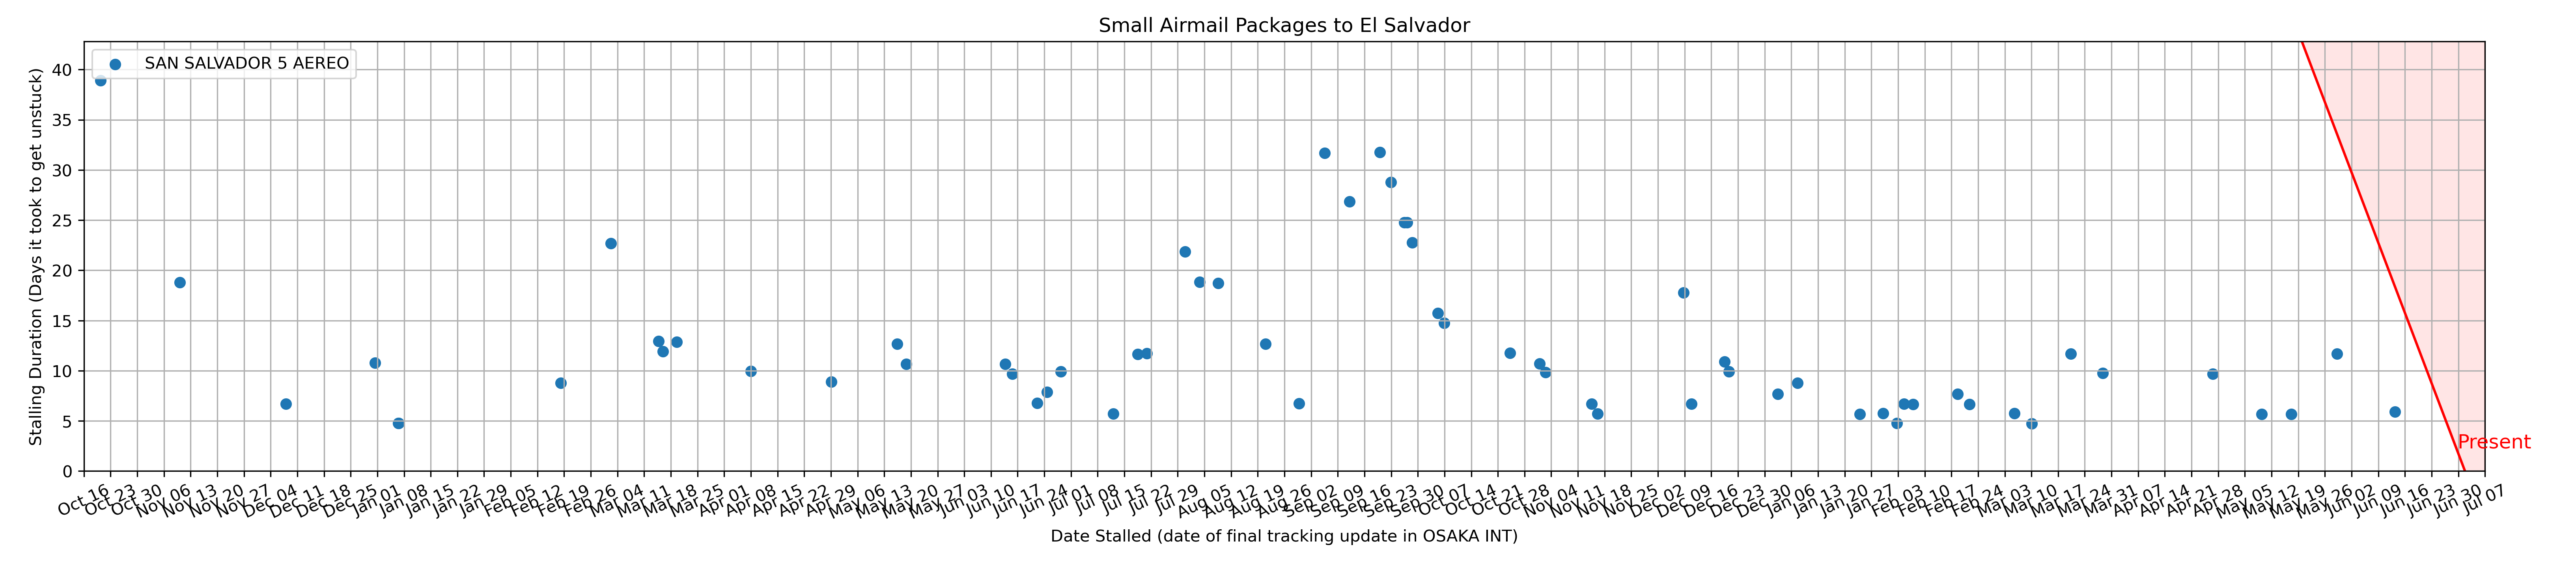 Small Airmail Packages to El Salvador
SAN SALVADOR 5 AEREO
Stalling Duration (Days it took to get unstuck)
40
35
30
25
20
15
10
5
0
Present
Oct 16
Oct 23
Oct 30
Nov 06
Nov 13
Nov 20
Nov 27
Dec 04
Dec 11
Dec 18
Dec 25
Jan 01
Jan 08
Jan 15
Jan 22
Jan 29
Feb 05
Feb 12
Feb 19
Feb 26
Mar 04
Mar 11
Mar 18
Mar 25
Apr 01
Apr 08
Apr 15
Apr 22
Apr 29
May 06
May 13
May 20
May 27
Jun 03
Jun 10
Jun 17
Jun 24
Jul 01
Jul 08
Jul 15
Jul 22
Jul 29
Aug 05
Aug 12
Aug 19
Aug 26
Sep 02
Sep 09
Sep 16
Sep 23
Sep 30
Oct 07
Oct 14
Oct 21
Oct 28
Nov 04
Nov 11
Nov 18
Nov 25
Dec 02
Dec 09
Dec 16
Dec 23
Dec 30
Jan 06
Jan 13
Jan 20
Jan 27
Feb 03
Feb 10
Feb 17
Feb 24
Mar 03
Mar 10
Mar 17
Mar 24
Mar 31
Apr 07
Apr 14
Apr 21
Apr 28
May 05
May 12
May 19
May 26
Jun 02
Jun 09
Jun 16
Jun 23
Jun 30
Jul 07
Date Stalled (date of final tracking update in OSAKA INT)